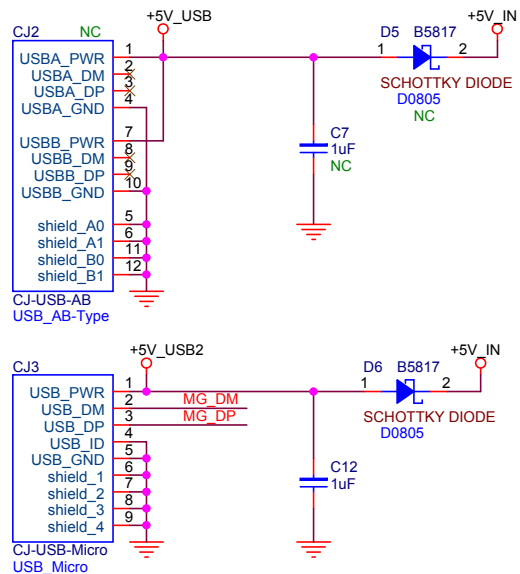 +5V_USB
+5V_IN
CJ2 NC
D5 B5817
USBA_PWR 1
1 2
USBA_DM 2
USBA_DP 3
SCHOTTKY DIODE
USBA_GND 4
D0805
NC
USBB_PWR 7
C7
USBB_DM 8
1uF
USBB_DP 9
NC
USBB_GND 10
shield_A0 5
shield_A1 6
shield_B0 11
shield_B1 12
CJ-USB-AB
USB_AB-Type
+5V_USB2
+5V_IN
CJ3
D6 B5817
USB_PWR 1
1 2
USB_DM 2 MG_DM
USB_DP 3 MG_DP
SCHOTTKY DIODE
USB_ID 4
D0805
USB_GND 5
shield_1 6
C12
shield_2 7
1uF
shield_3 8
shield_4 9
CJ-USB-Micro
USB_Micro